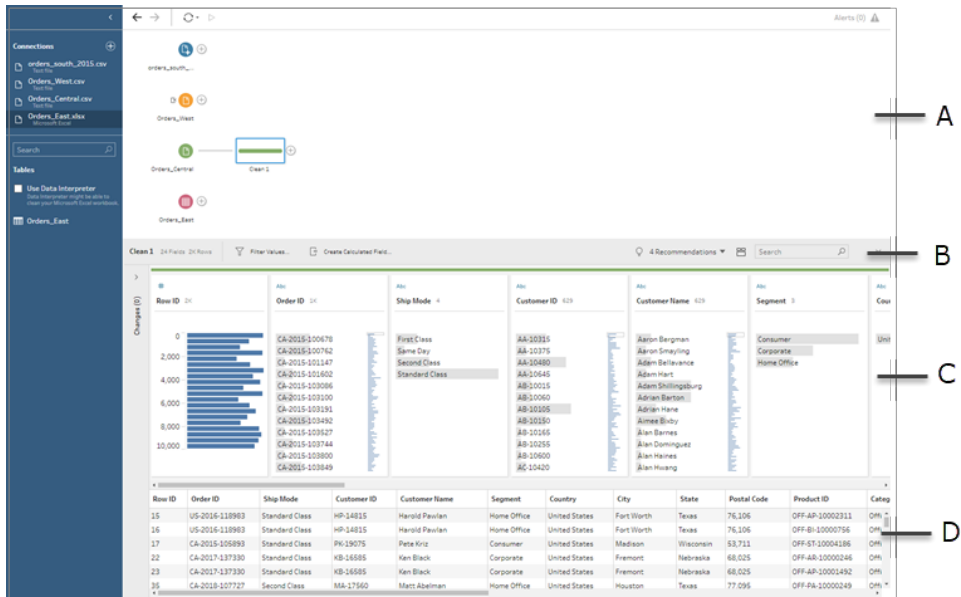 Alerts (0)
Connections
orders_south_2015.csv
Text file
Orders_West.csv
Text file
Orders_Central.csv
Text file
Orders_East.xlsx
Microsoft Excel
Search
Tables
Use Data Interpreter
Data Interpreter might be able to
clean your Microsoft Excel workbook.
Orders_East
orders_south_...
Orders_West
Orders_Central
Clean 1
Orders_East
A
Clean 1 24 Fields 2K Rows Filter Values... Create Calculated Field... 4 Recommendations Search
B
Changes (0)
# Abc Abc Abc Abc Abc Abc
Row ID 2K Order ID 1K Ship Mode 4 Customer ID 629 Customer Name 629 Segment 3 Cour
0
2,000
4,000
6,000
8,000
10,000
CA-2015-100678
CA-2015-100762
CA-2015-101147
CA-2015-101602
CA-2015-103086
CA-2015-103100
CA-2015-103191
CA-2015-103492
CA-2015-103527
CA-2015-103744
CA-2015-103800
CA-2015-103849
First Class
Same Day
Second Class
Standard Class
AA-10315
AA-10375
AA-10480
AA-10645
AB-10015
AB-10060
AB-10105
AB-10150
AB-10165
AB-10255
AB-10600
AC-10420
Aaron Bergman
Aaron Smayling
Adam Bellavance
Adam Hart
Adam Shillingsburg
Adrian Barton
Adrian Hane
Aimee Bixby
Alan Barnes
Alan Dominguez
Alan Haines
Alan Hwang
Consumer
Corporate
Home Office
Unit
C
Row ID Order ID Ship Mode Customer ID Customer Name Segment Country City State Postal Code Product ID Categ
15 US-2016-118983 Standard Class HP-14815 Harold Pawlan Home Office United States Fort Worth Texas 76,106 OFF-AP-10002311 Offi
16 US-2016-118983 Standard Class HP-14815 Harold Pawlan Home Office United States Fort Worth Texas 76,106 OFF-BI-10000756 Offi
17 CA-2015-105893 Standard Class PK-19075 Pete Kriz Consumer United States Madison Wisconsin 53,711 OFF-ST-10004186 Offi
22 CA-2017-137330 Standard Class KB-16585 Ken Black Corporate United States Fremont Nebraska 68,025 OFF-AR-10000246 Offi
23 CA-2017-137330 Standard Class KB-16585 Ken Black Corporate United States Fremont Nebraska 68,025 OFF-AP-10001492 Offi
35 CA-2018-107727 Second Class MA-17560 Matt Abelman Home Office United States Houston Texas 77,095 OFF-PA-10000249 Offi
D